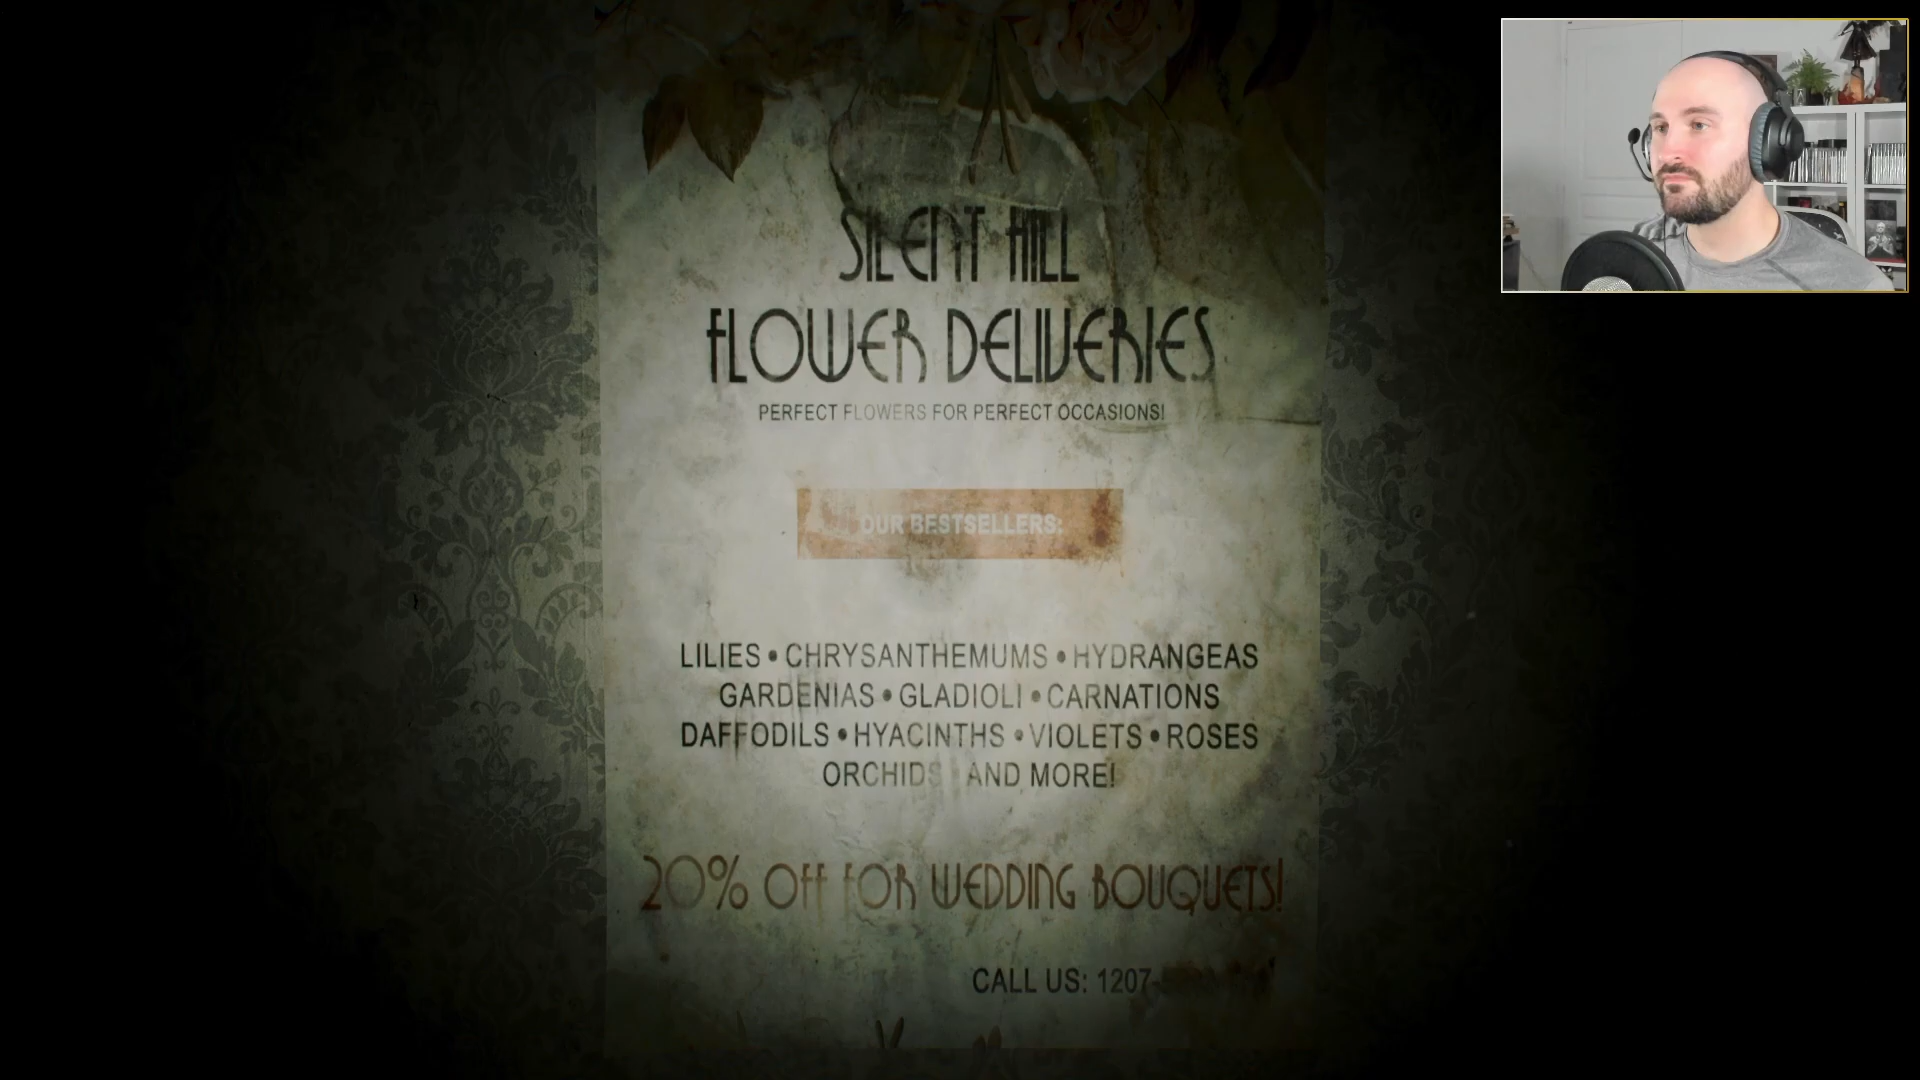 SILENT HILL
FLOWER DELIVERIES
PERFECT FLOWERS FOR PERFECT OCCASIONS!
OUR BESTSELLERS:
LILIES • CHRYSANTHEMUMS • HYDRANGEAS
GARDENIAS • GLADIOLI • CARNATIONS
DAFFODILS • HYACINTHS • VIOLETS • ROSES
ORCHIDS AND MORE!
20% OFF FOR WEDDING BOUQUETS!
CALL US: 1207-